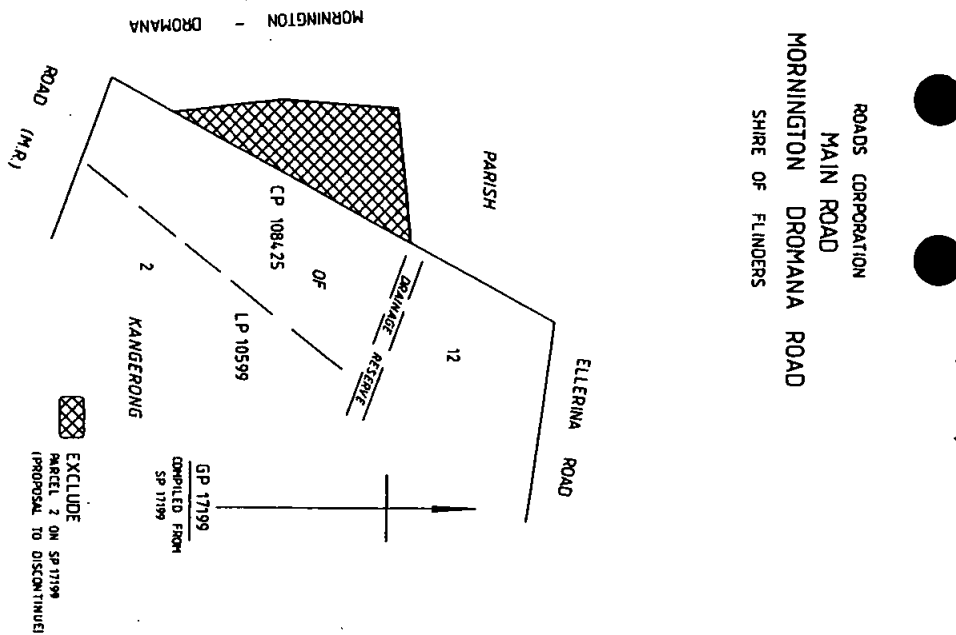 ROADS CORPORATION
MAIN ROAD
MORNINGTON DROMANA ROAD
SHIRE OF FLINDERS
ELLERINA ROAD
PARISH
12
DRAINAGE RESERVE
OF
CP 108425
LP 10599
KANGERONG
2
MORNINGTON - DROMANA
ROAD (M.R.)
GP 17199
COMPILED FROM
SP 17199
EXCLUDE
PARCEL 2 ON SP 17199
(PROPOSAL TO DISCONTINUE)